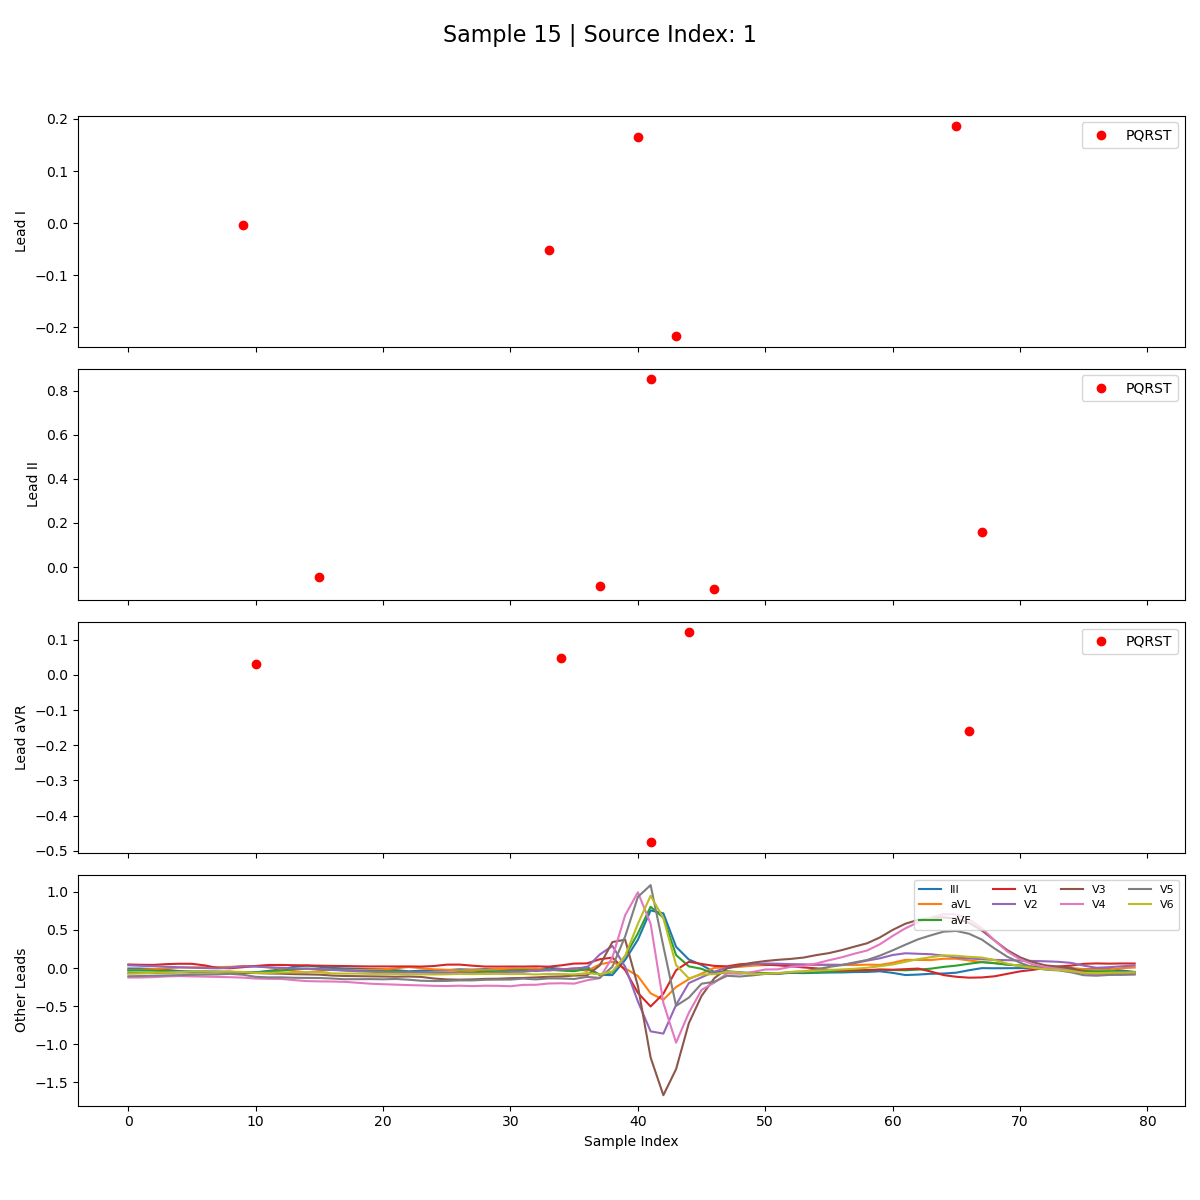 Sample 15 | Source Index: 1
0.2
0.1
0.0
−0.1
−0.2
Lead I
PQRST
0.8
0.6
0.4
0.2
0.0
Lead II
PQRST
0.1
0.0
−0.1
−0.2
−0.3
−0.4
−0.5
Lead aVR
PQRST
1.0
0.5
0.0
−0.5
−1.0
−1.5
Other Leads
III V1 V3 V5
aVL V2 V4 V6
aVF
0 10 20 30 40 50 60 70 80
Sample Index